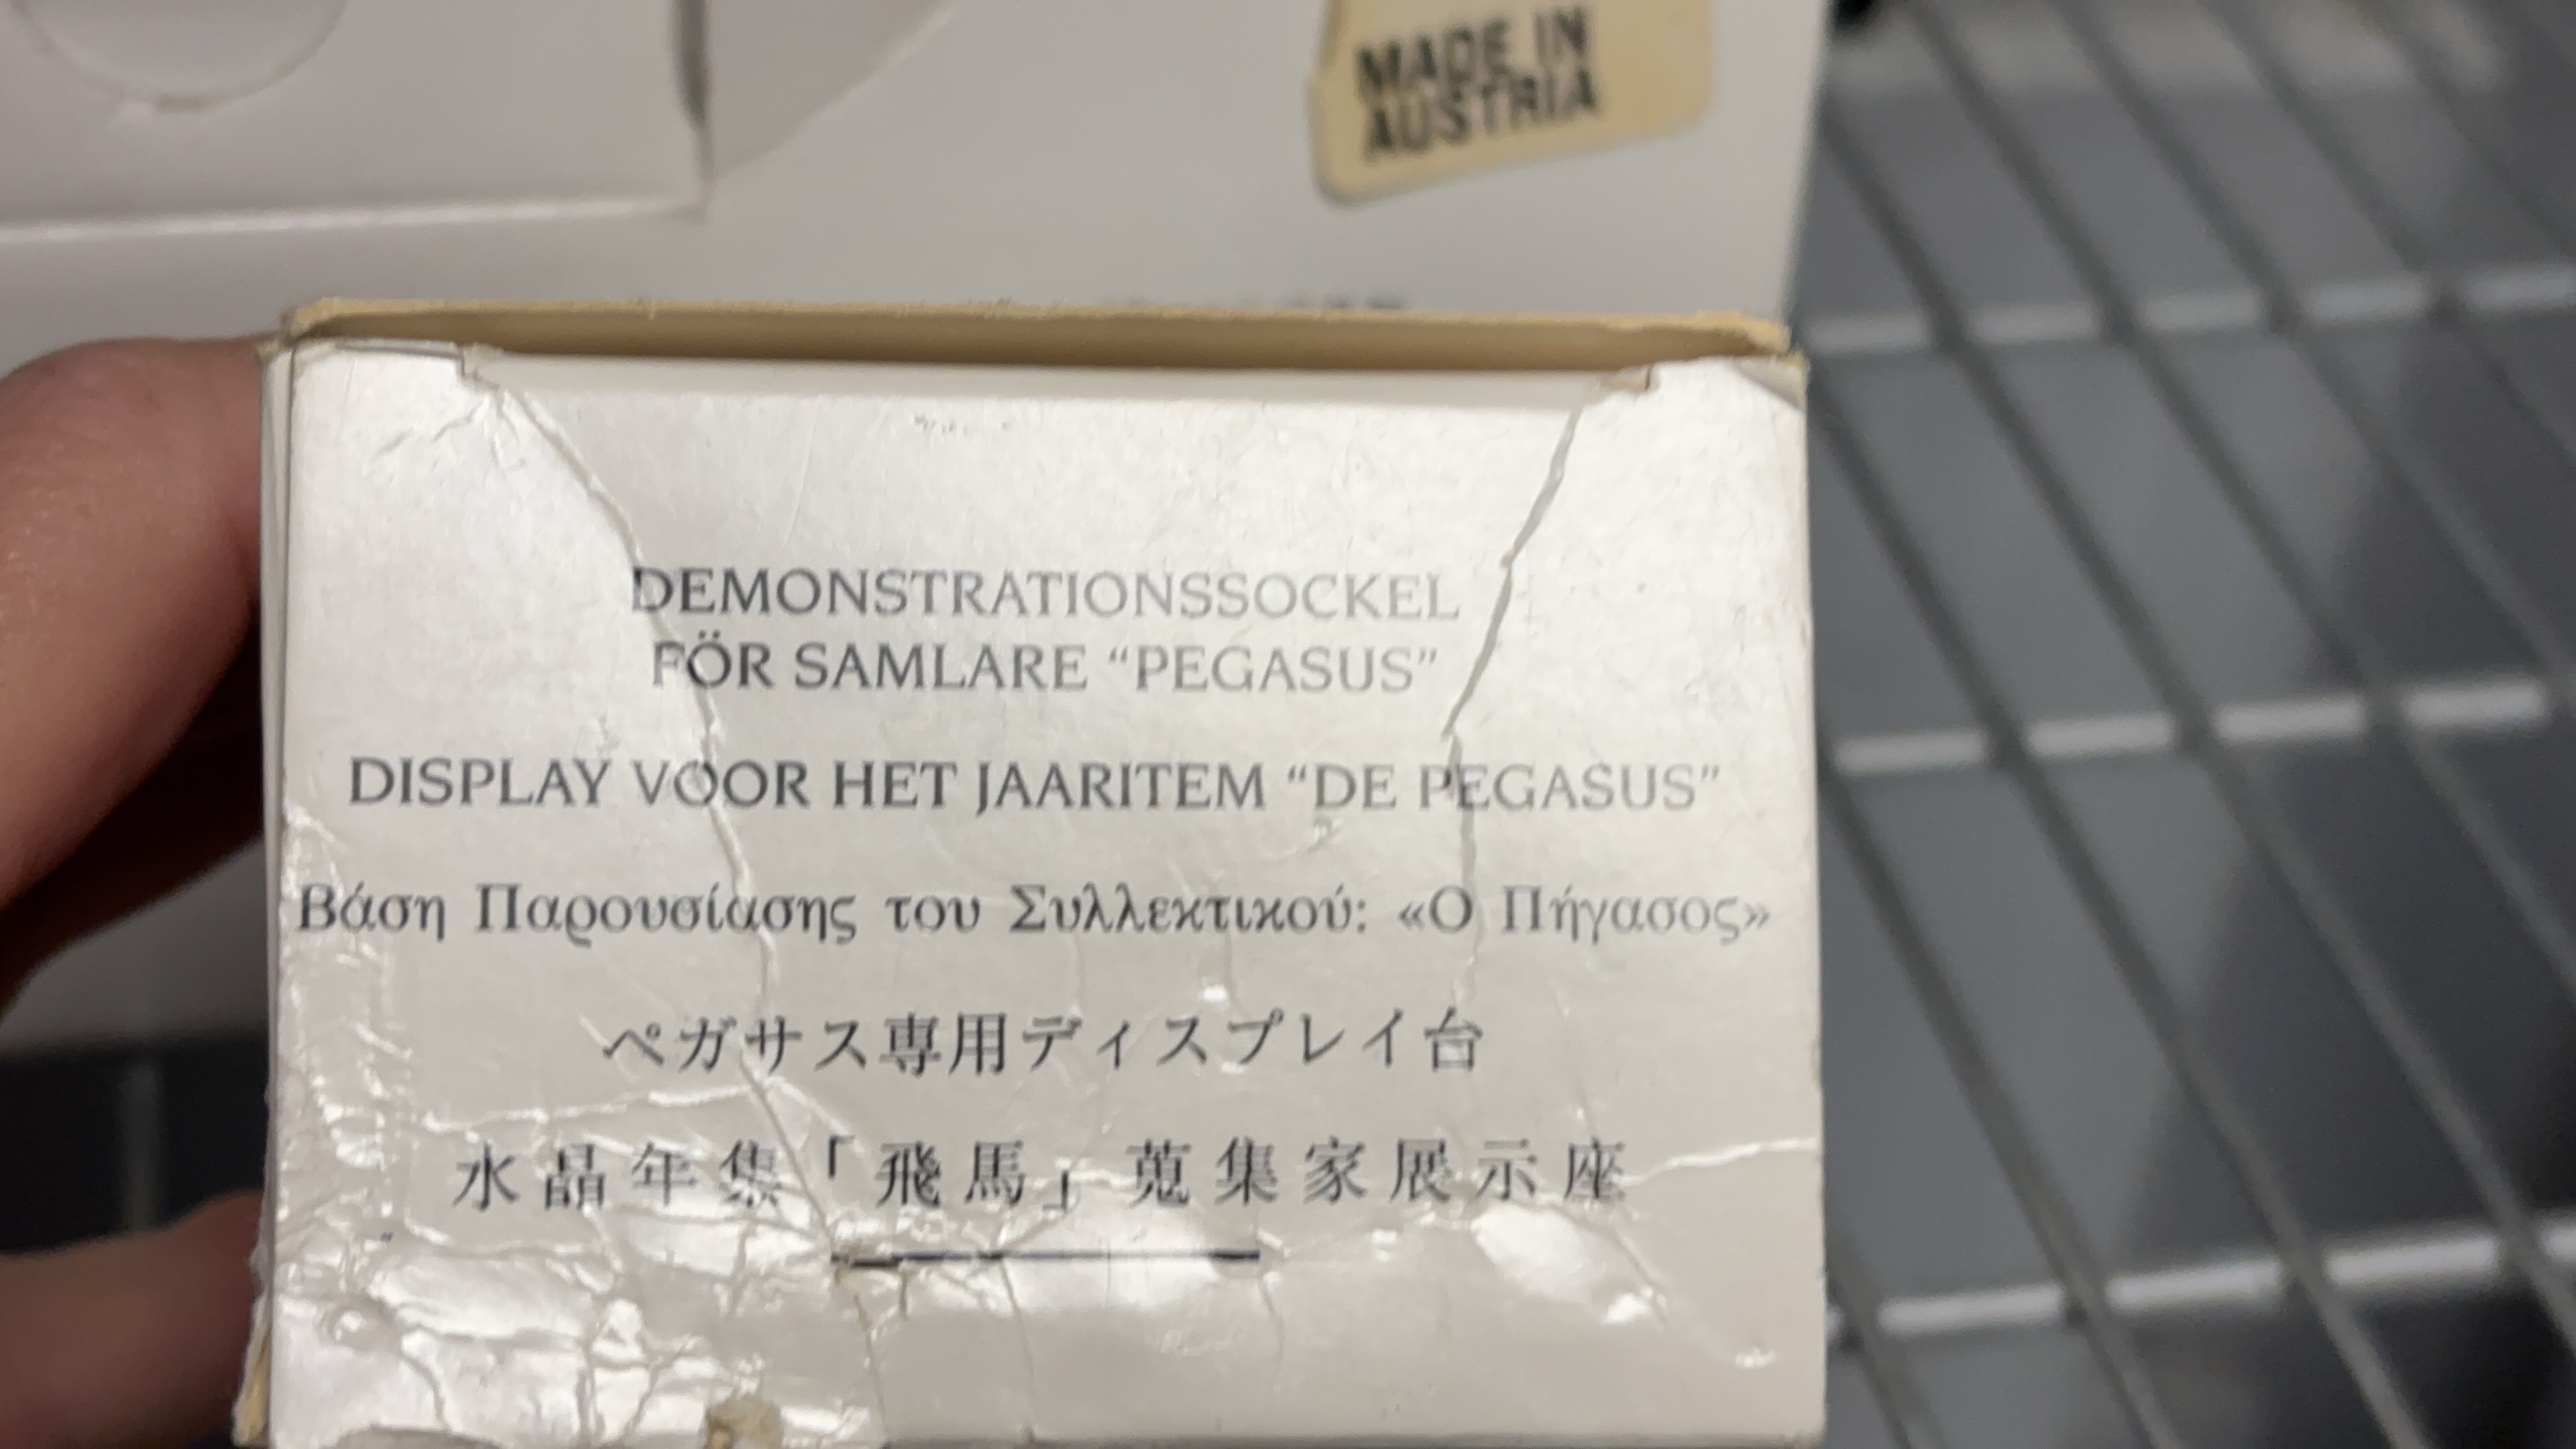 MADE IN
AUSTRIA
DEMONSTRATIONSSOCKEL
FÖR SAMLARE “PEGASUS”
DISPLAY VOOR HET JAARITEM “DE PEGASUS”
Βάση Παρουσίασης του Συλλεκτικού: «Ο Πήγασος»
ペガサス専用ディスプレイ台
水晶年集「飛馬」蒐集家展示座